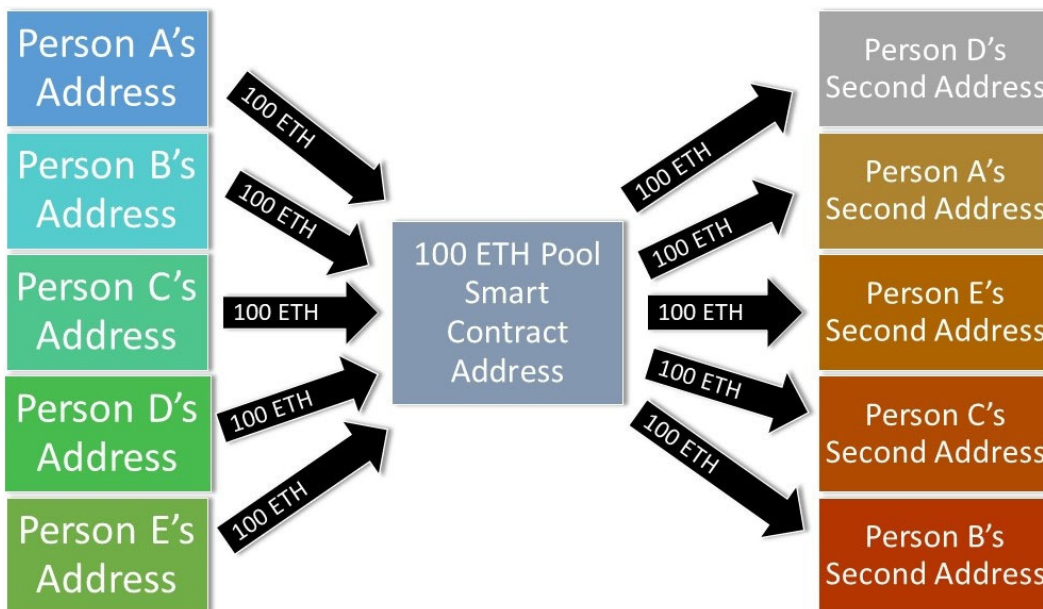 Person A’s
Address
Person B’s
Address
Person C’s
Address
Person D’s
Address
Person E’s
Address
100 ETH
100 ETH
100 ETH
100 ETH
100 ETH
100 ETH Pool
Smart
Contract
Address
100 ETH
100 ETH
100 ETH
100 ETH
100 ETH
Person D’s
Second Address
Person A’s
Second Address
Person E’s
Second Address
Person C’s
Second Address
Person B’s
Second Address